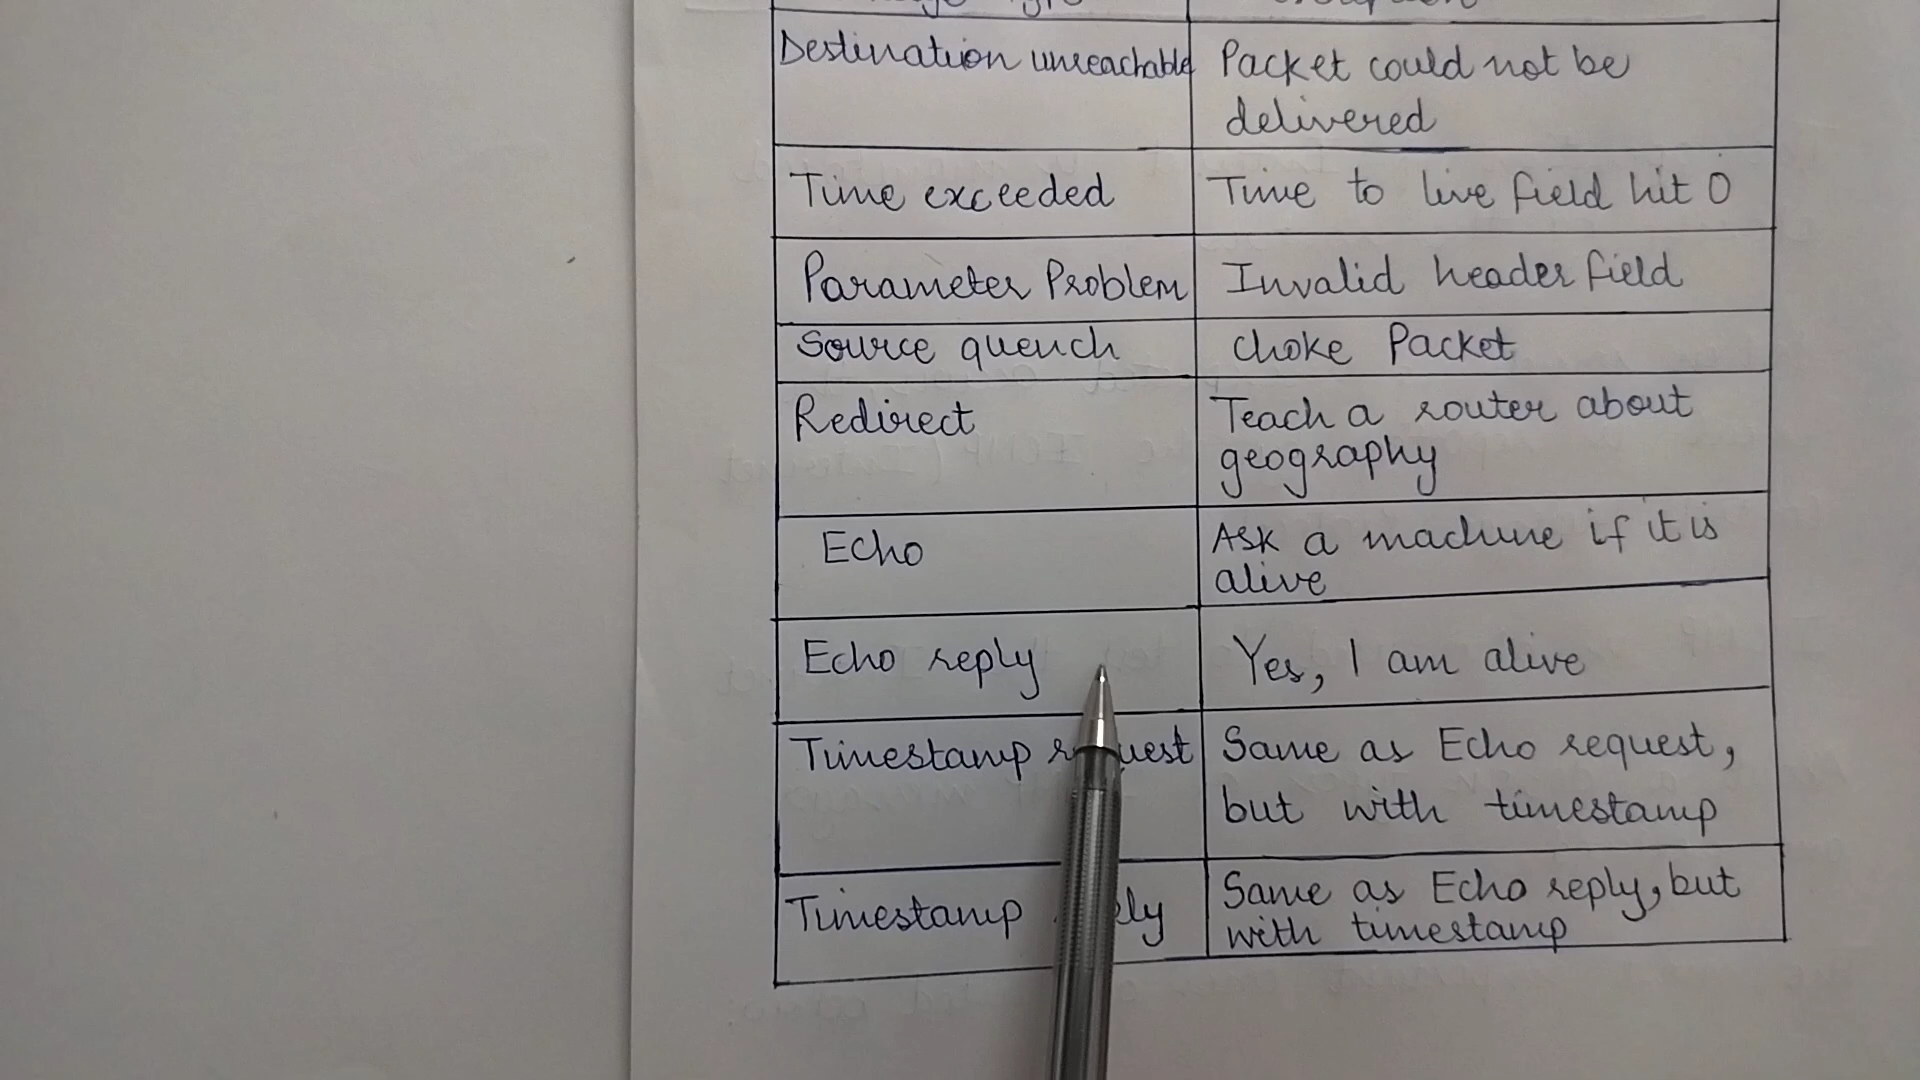 Destination unreachable Packet could not be
delivered
Time exceeded Time to live field hit 0
Parameter Problem Invalid header field
Source quench choke Packet
Redirect Teach a router about
geography
Echo Ask a machine if it is
alive
Echo reply Yes, I am alive
Timestamp request Same as Echo request,
but with timestamp
Timestamp Same as Echo reply, but
with timestamp